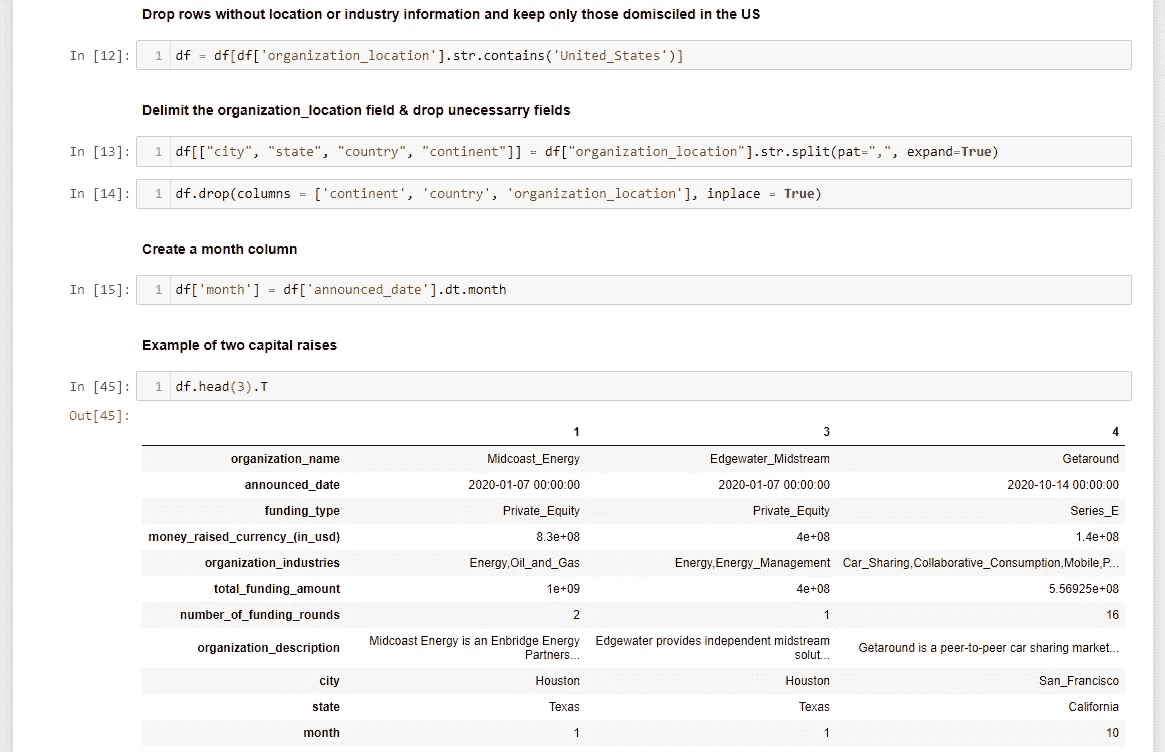 Drop rows without location or industry information and keep only those domisciled in the US
In [12]: 1 df = df[df['organization_location'].str.contains('United_States')]
Delimit the organization_location field & drop unecessarry fields
In [13]: 1 df[["city", "state", "country", "continent"]] = df["organization_location"].str.split(pat=",", expand=True)
In [14]: 1 df.drop(columns = ['continent', 'country', 'organization_location'], inplace = True)
Create a month column
In [15]: 1 df['month'] = df['announced_date'].dt.month
Example of two capital raises
In [45]: 1 df.head(3).T
Out[45]:
1 3 4
organization_name Midcoast_Energy Edgewater_Midstream Getaround
announced_date 2020-01-07 00:00:00 2020-01-07 00:00:00 2020-10-14 00:00:00
funding_type Private_Equity Private_Equity Series_E
money_raised_currency_(in_usd) 8.3e+08 4e+08 1.4e+08
organization_industries Energy,Oil_and_Gas Energy,Energy_Management Car_Sharing,Collaborative_Consumption,Mobile,P...
total_funding_amount 1e+09 4e+08 5.56925e+08
number_of_funding_rounds 2 1 16
organization_description Midcoast Energy is an Enbridge Energy Partners... Edgewater provides independent midstream solut... Getaround is a peer-to-peer car sharing market...
city Houston Houston San_Francisco
state Texas Texas California
month 1 1 10